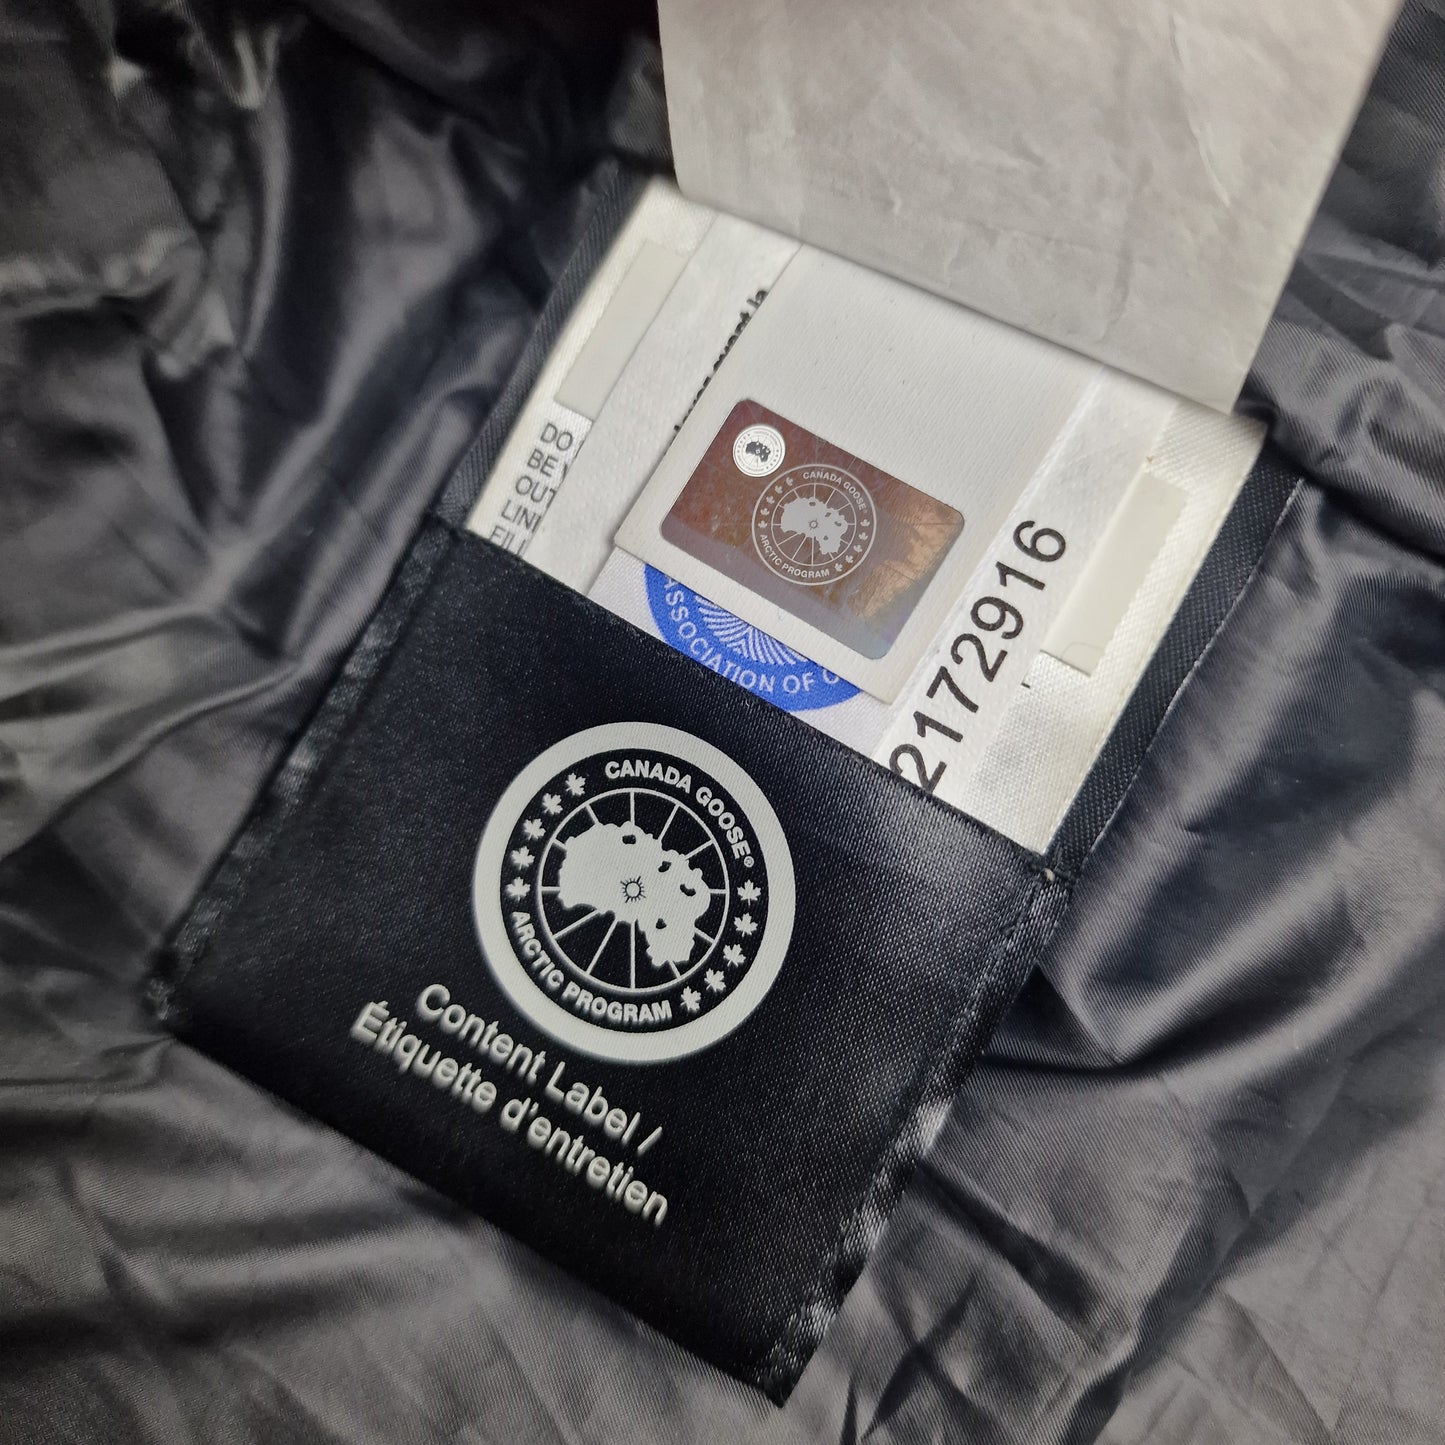 DO
BE
OUT
LIN
FILL
CANADA GOOSE
ARCTIC PROGRAM
ASSOCIATION OF
2172916
CANADA GOOSE®
ARCTIC PROGRAM
Content Label /
Étiquette d'entretien